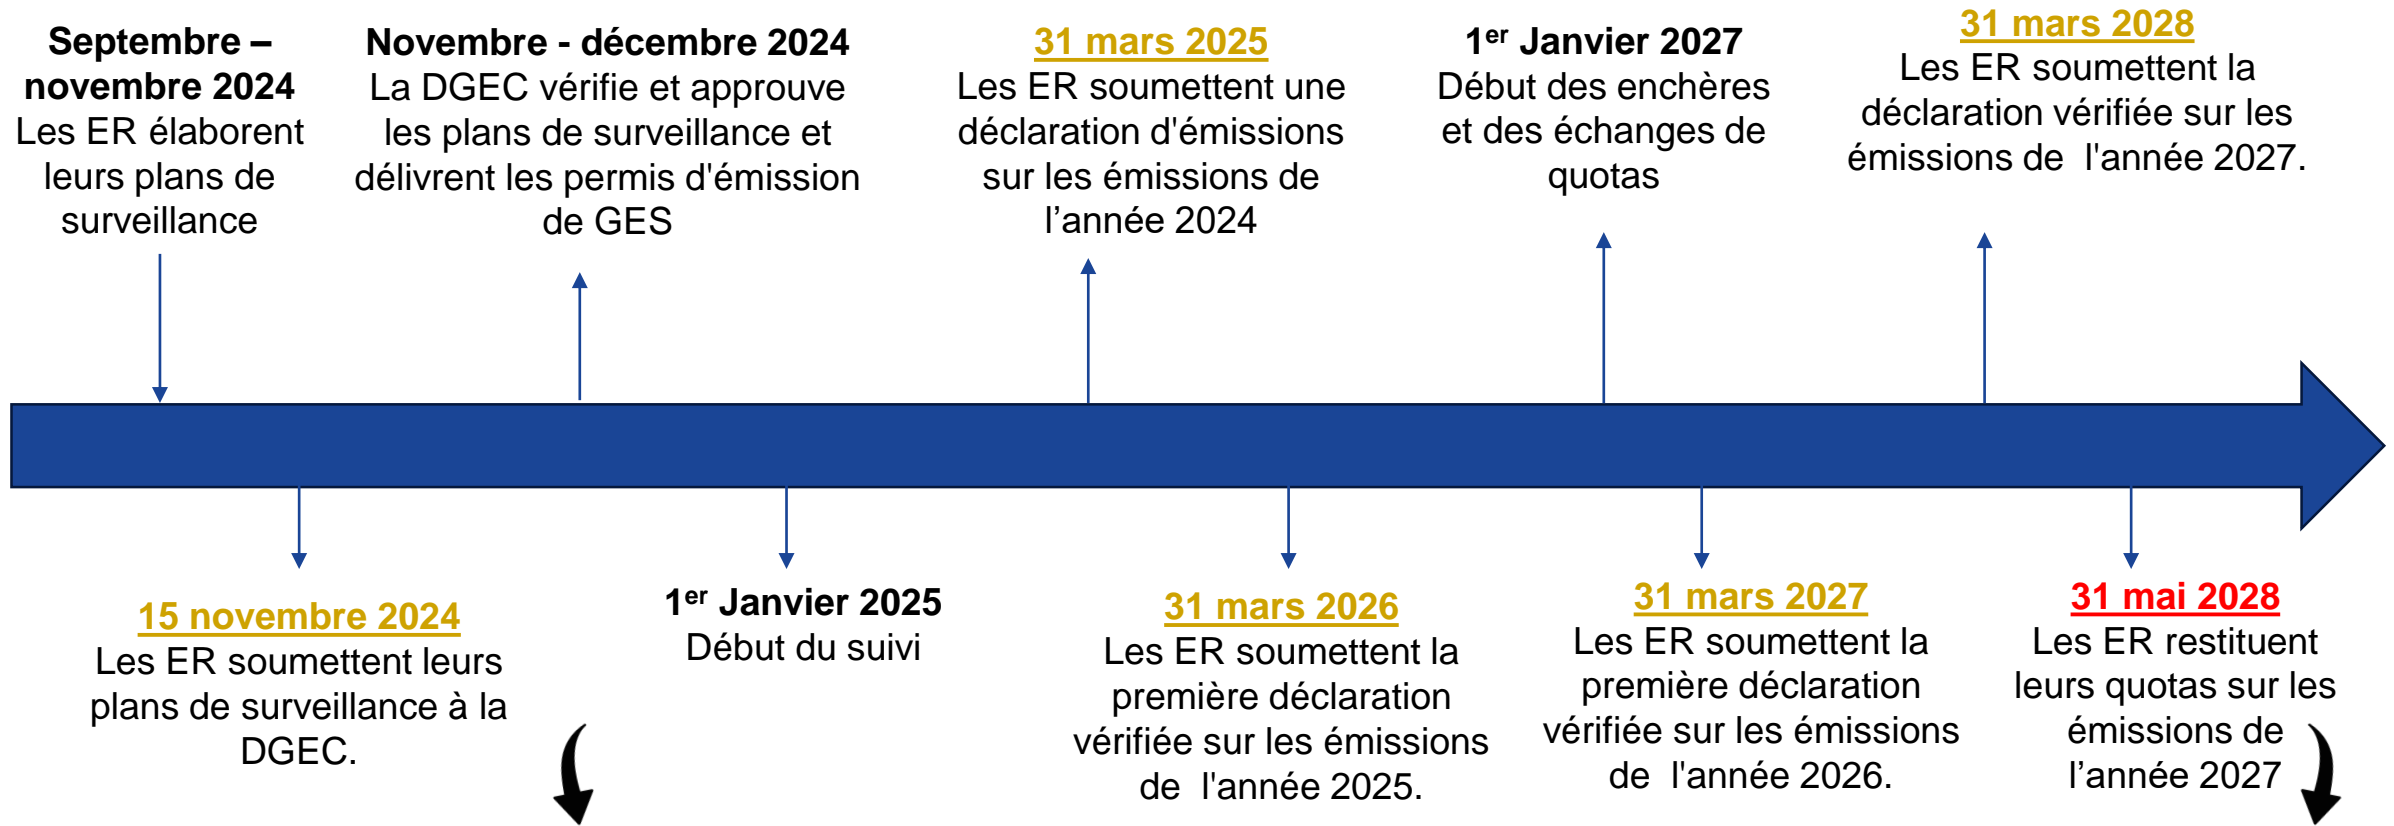 Septembre –
novembre 2024
Les ER élaborent
leurs plans de
surveillance
Novembre - décembre 2024
La DGEC vérifie et approuve
les plans de surveillance et
délivrent les permis d'émission
de GES
31 mars 2025
Les ER soumettent une
déclaration d'émissions
sur les émissions de
l’année 2024
1er Janvier 2027
Début des enchères
et des échanges de
quotas
31 mars 2028
Les ER soumettent la
déclaration vérifiée sur les
émissions de  l'année 2027.
15 novembre 2024
Les ER soumettent leurs
plans de surveillance à la
DGEC.
1er Janvier 2025
Début du suivi
31 mars 2026
Les ER soumettent la
première déclaration
vérifiée sur les émissions
de  l'année 2025.
31 mars 2027
Les ER soumettent la
première déclaration
vérifiée sur les émissions
de  l'année 2026.
31 mai 2028
Les ER restituent
leurs quotas sur les
émissions de
l’année 2027